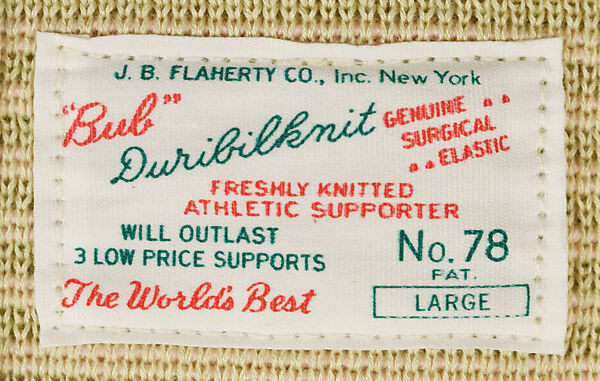 J. B. FLAHERTY CO., Inc. New York
"Bub"
Duribilknit
GENUINE
SURGICAL
ELASTIC
FRESHLY KNITTED
ATHLETIC SUPPORTER
WILL OUTLAST
3 LOW PRICE SUPPORTS
No. 78
PAT.
The World's Best
LARGE